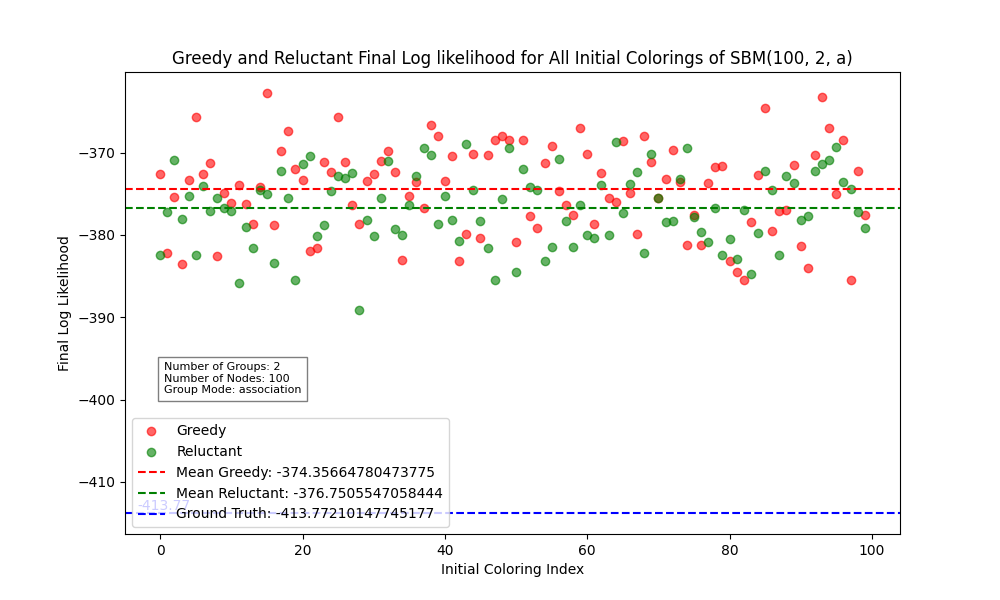 Greedy and Reluctant Final Log likelihood for All Initial Colorings of SBM(100, 2, a)
Final Log Likelihood
−370
−380
−390
−400
−410
Number of Groups: 2
Number of Nodes: 100
Group Mode: association
Greedy
Reluctant
Mean Greedy: -374.35664780473775
Mean Reluctant: -376.7505547058444
-413.77
Ground Truth: -413.77210147745177
0 20 40 60 80 100
Initial Coloring Index